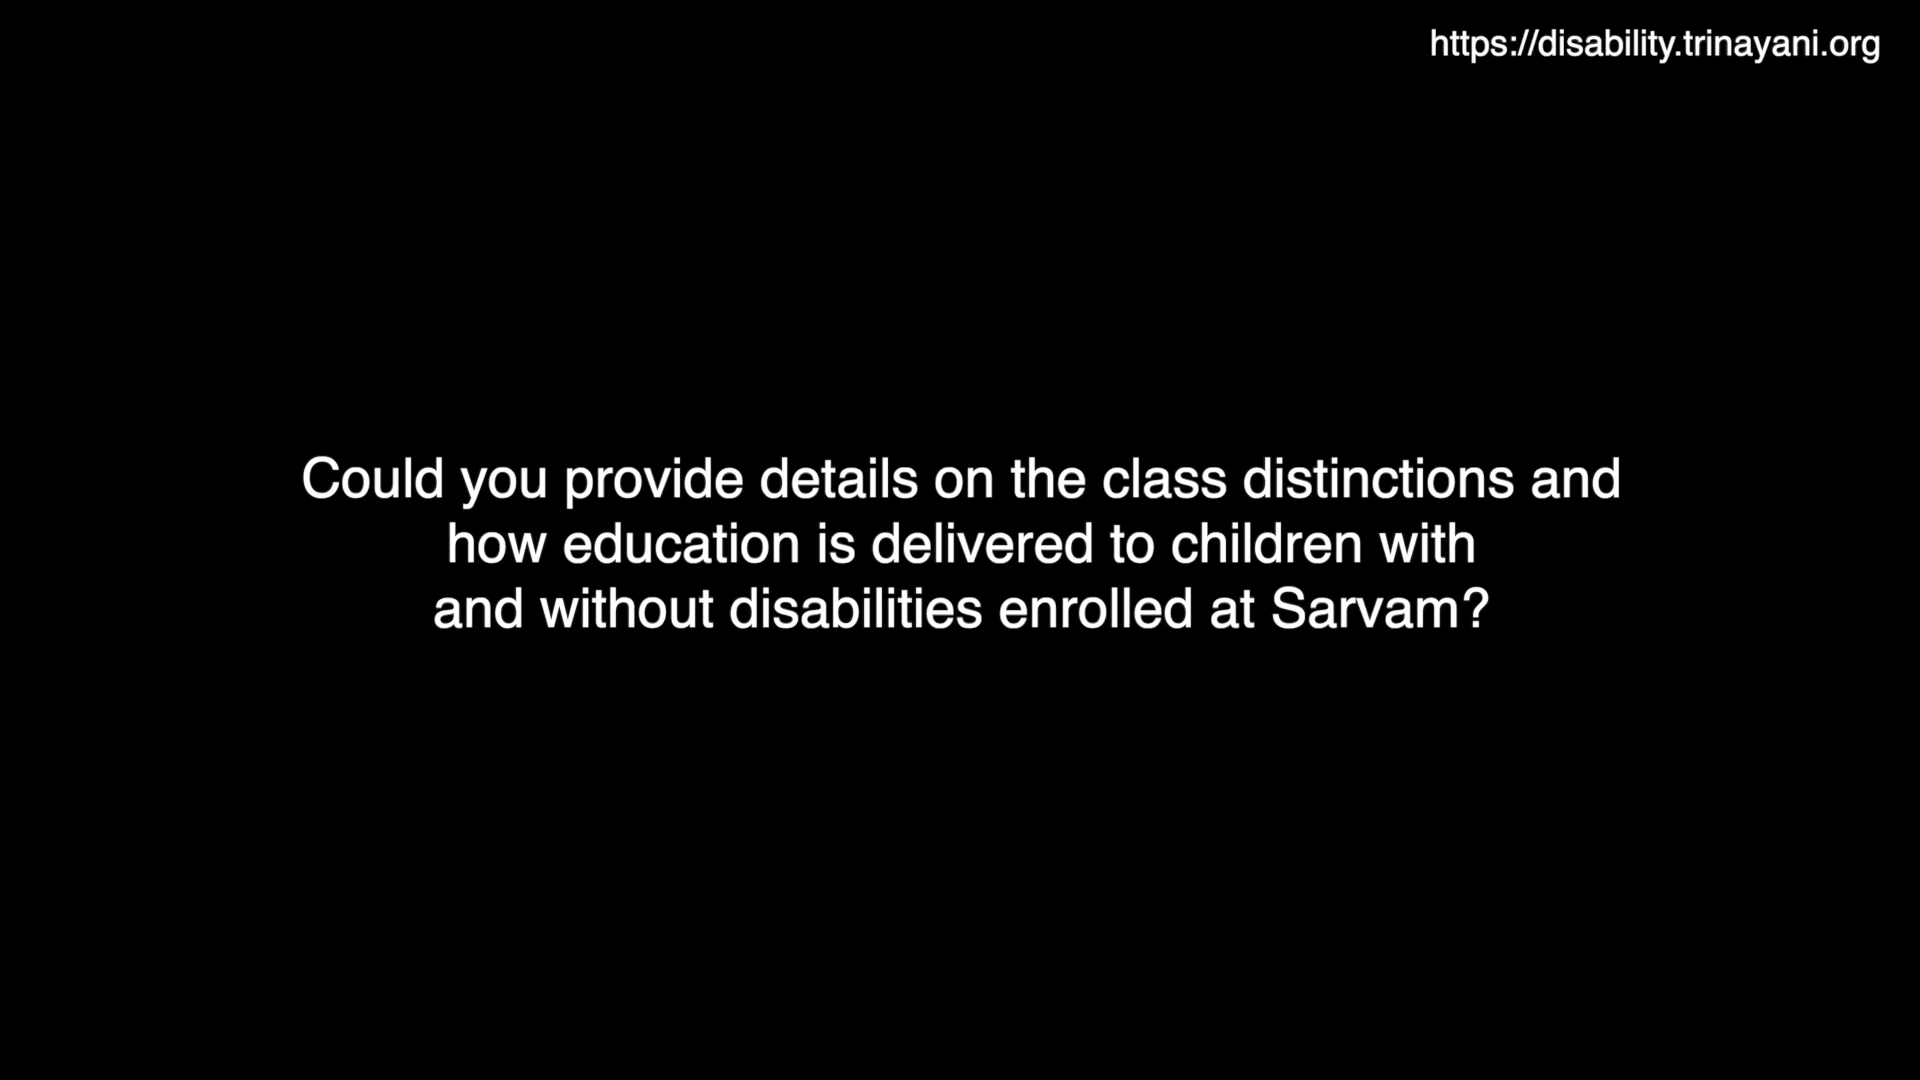 https://disability.trinayani.org
Could you provide details on the class distinctions and
how education is delivered to children with
and without disabilities enrolled at Sarvam?